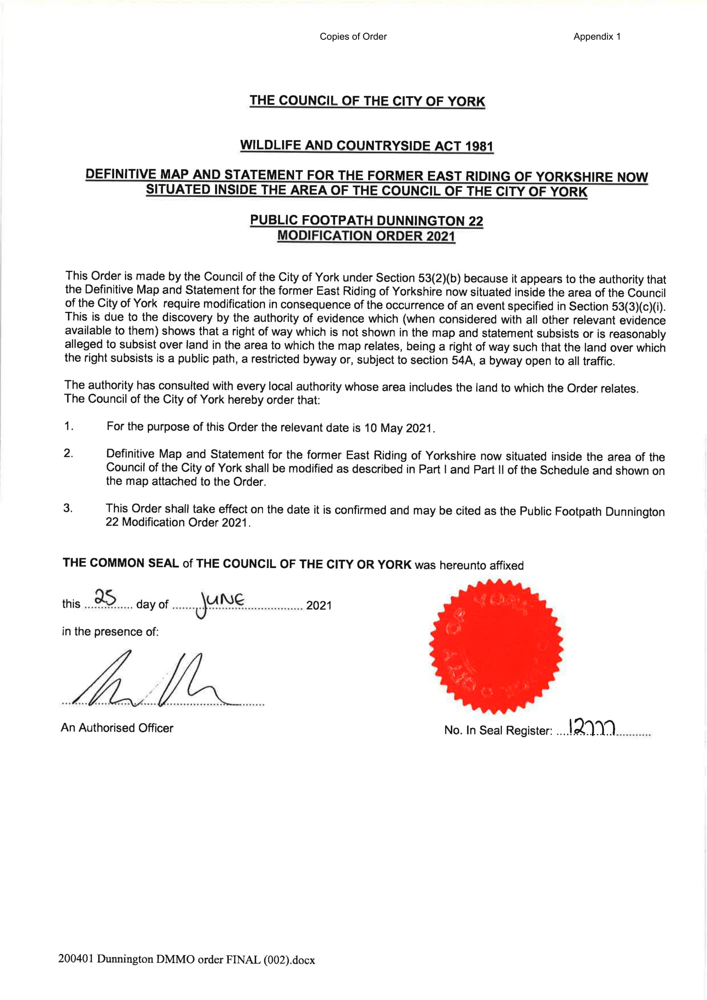 Copies of Order
Appendix 1
THE COUNCIL OF THE CITY OF YORK
WILDLIFE AND COUNTRYSIDE ACT 1981
DEFINITIVE MAP AND STATEMENT FOR THE FORMER EAST RIDING OF YORKSHIRE NOW
SITUATED INSIDE THE AREA OF THE COUNCIL OF THE CITY OF YORK
PUBLIC FOOTPATH DUNNINGTON 22
MODIFICATION ORDER 2021
This Order is made by the Council of the City of York under Section 53(2)(b) because it appears to the authority that
the Definitive Map and Statement for the former East Riding of Yorkshire now situated inside the area of the Council
of the City of York require modification in consequence of the occurrence of an event specified in Section 53(3)(c)(i).
This is due to the discovery by the authority of evidence which (when considered with all other relevant evidence
available to them) shows that a right of way which is not shown in the map and statement subsists or is reasonably
alleged to subsist over land in the area to which the map relates, being a right of way such that the land over which
the right subsists is a public path, a restricted byway or, subject to section 54A, a byway open to all traffic.
The authority has consulted with every local authority whose area includes the land to which the Order relates.
The Council of the City of York hereby order that:
1. For the purpose of this Order the relevant date is 10 May 2021.
2. Definitive Map and Statement for the former East Riding of Yorkshire now situated inside the area of the
Council of the City of York shall be modified as described in Part I and Part II of the Schedule and shown on
the map attached to the Order.
3. This Order shall take effect on the date it is confirmed and may be cited as the Public Footpath Dunnington
22 Modification Order 2021.
THE COMMON SEAL of THE COUNCIL OF THE CITY OR YORK was hereunto affixed
this 25 day of JUNE 2021
in the presence of:
An Authorised Officer
No. In Seal Register: 12777
OF YORK
200401 Dunnington DMMO order FINAL (002).docx